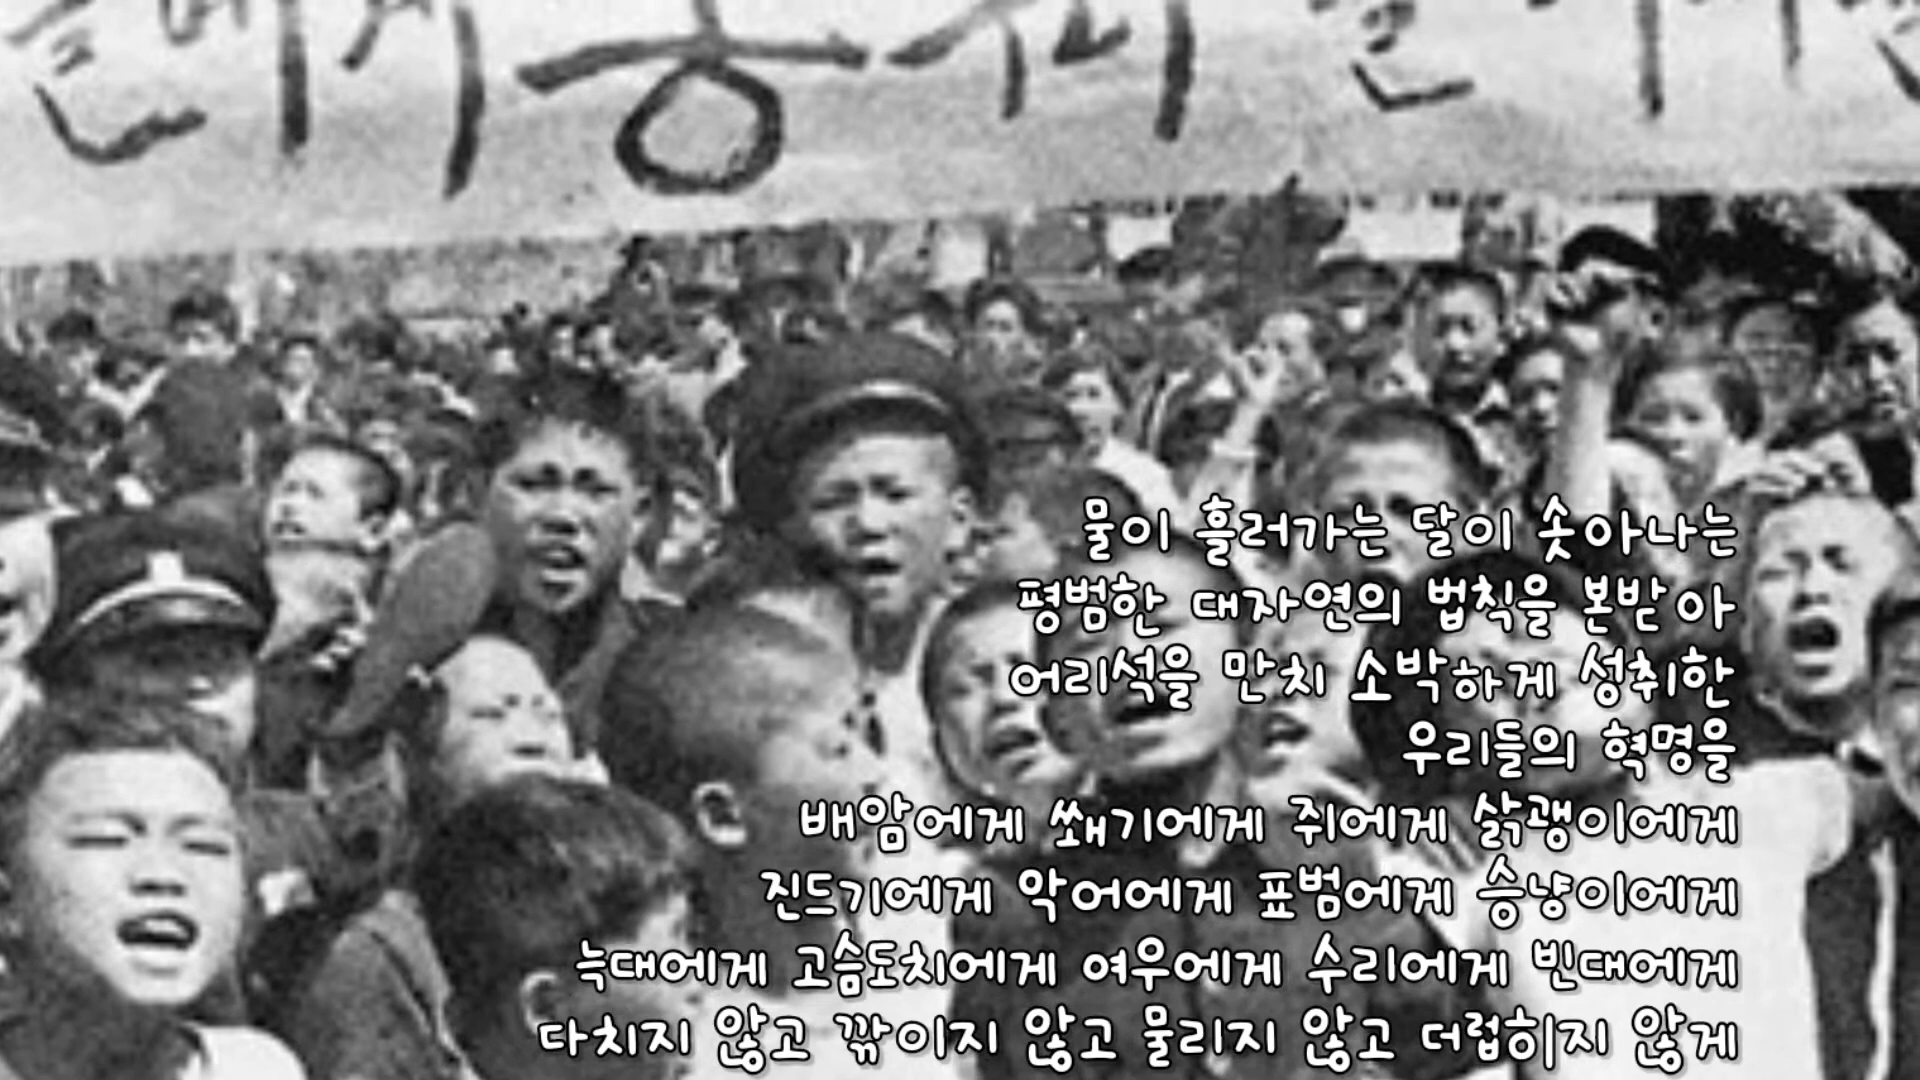 물이 흘러가는 달이 솟아나는
평범한 대자연의 법칙을 본받아
어리석을 만치 소박하게 성취한
우리들의 혁명을
배암에게 쐐기에게 쥐에게 삵괭이에게
진드기에게 악어에게 표범에게 승냥이에게
늑대에게 고슴도치에게 여우에게 수리에게 빈대에게
다치지 않고 깎이지 않고 물리지 않고 더럽히지 않게